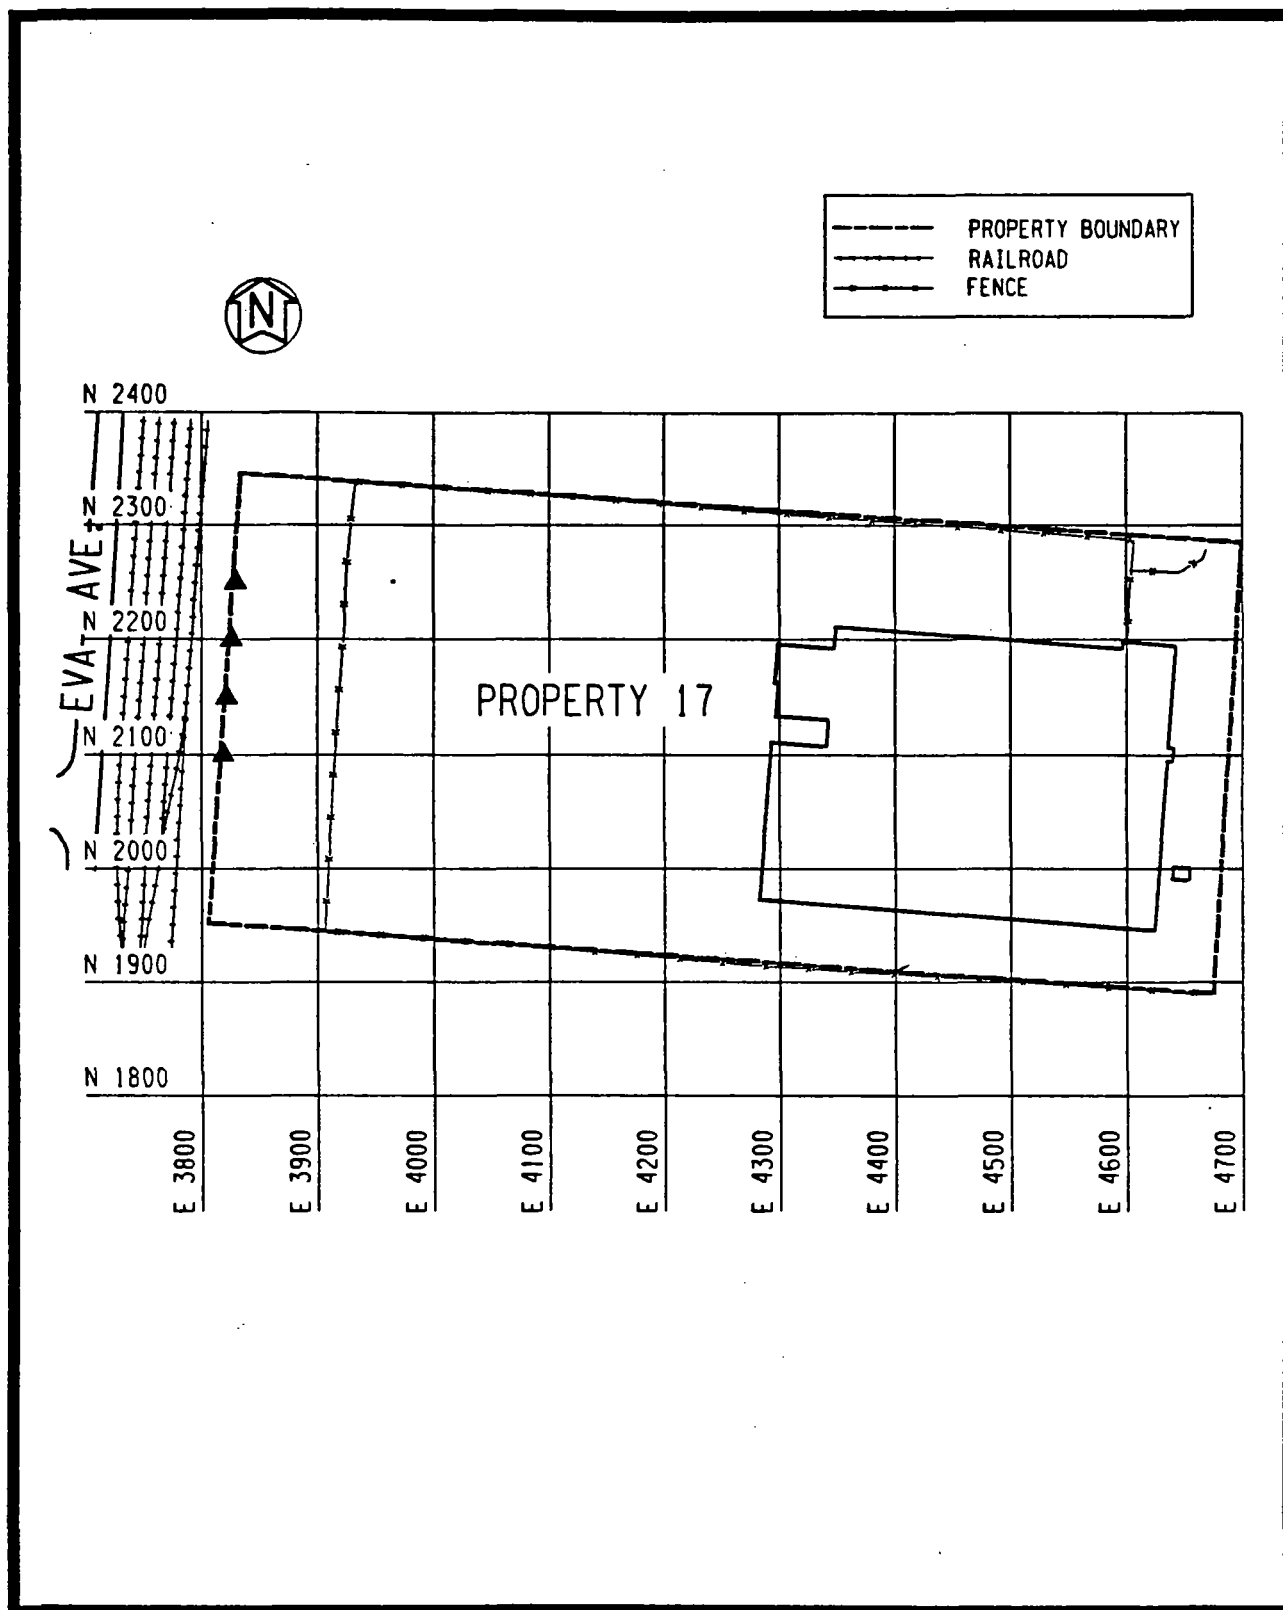 PROPERTY BOUNDARY
RAILROAD
FENCE
N
N 2400
N 2300
EVA AVE.
N 2200
PROPERTY 17
N 2100
N 2000
N 1900
N 1800
E 3800
E 3900
E 4000
E 4100
E 4200
E 4300
E 4400
E 4500
E 4600
E 4700